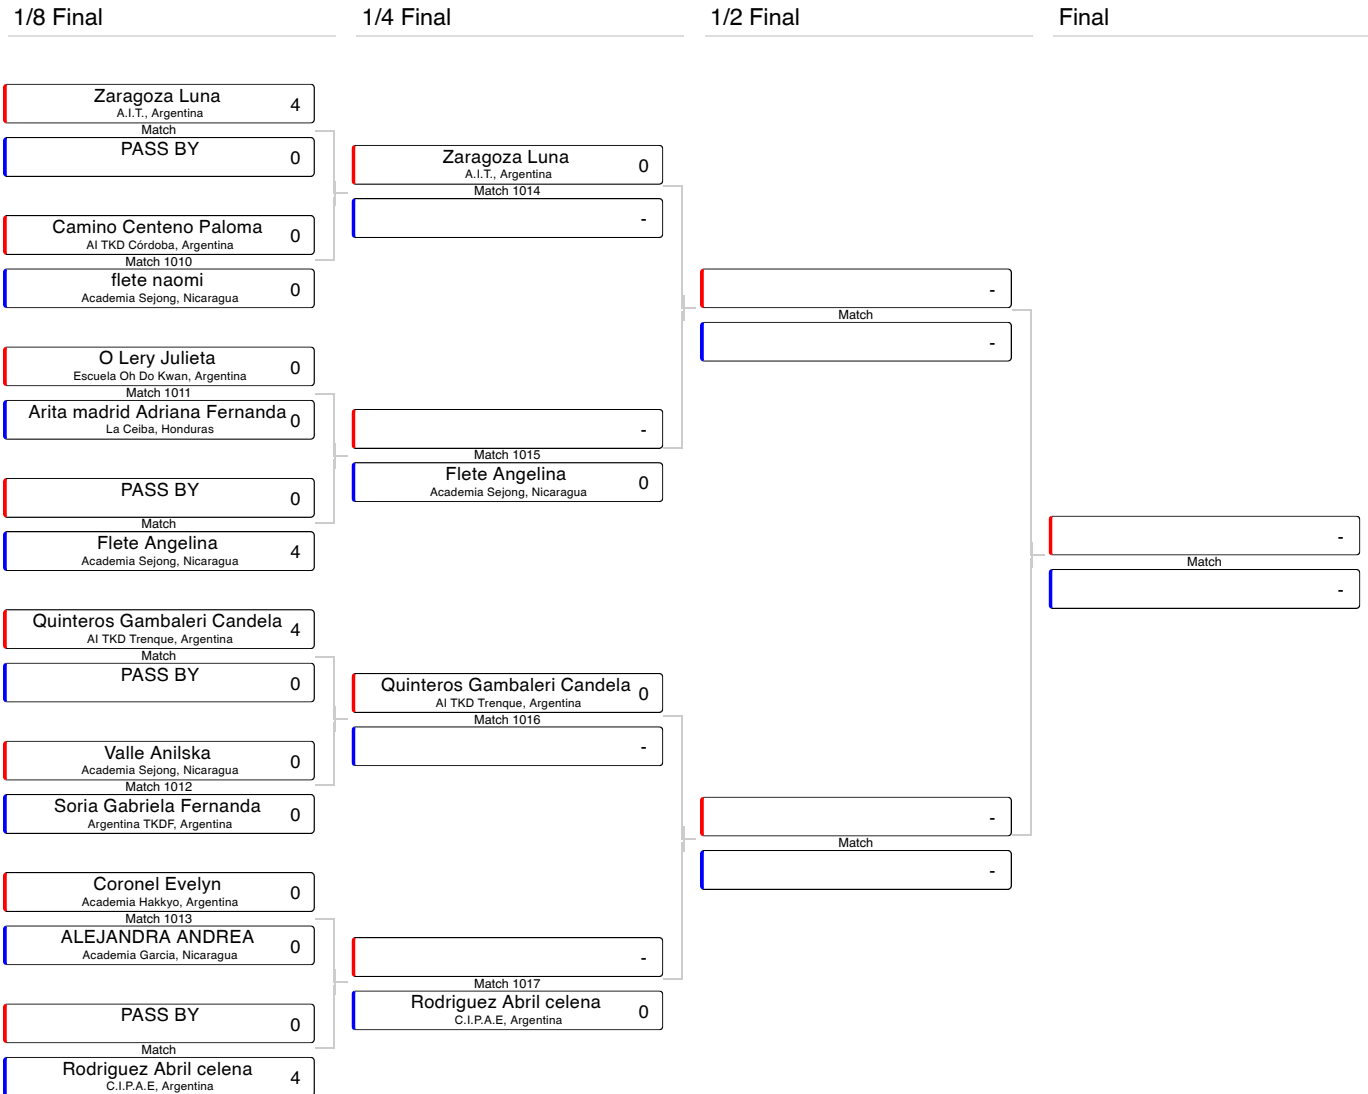 1/8 Final
1/4 Final
1/2 Final
Final
Zaragoza Luna
4
A.I.T., Argentina
Match
PASS BY
0
Camino Centeno Paloma
0
AI TKD Córdoba, Argentina
Match 1010
flete naomi
0
Academia Sejong, Nicaragua
O Lery Julieta
0
Escuela Oh Do Kwan, Argentina
Match 1011
Arita madrid Adriana Fernanda
0
La Ceiba, Honduras
PASS BY
0
Match
Flete Angelina
4
Academia Sejong, Nicaragua
Quinteros Gambaleri Candela
4
AI TKD Trenque, Argentina
Match
PASS BY
0
Valle Anilska
0
Academia Sejong, Nicaragua
Match 1012
Soria Gabriela Fernanda
0
Argentina TKDF, Argentina
Coronel Evelyn
0
Academia Hakkyo, Argentina
Match 1013
ALEJANDRA ANDREA
0
Academia Garcia, Nicaragua
PASS BY
0
Match
Rodriguez Abril celena
4
C.I.P.A.E, Argentina
Zaragoza Luna
0
A.I.T., Argentina
Match 1014
-
-
Match 1015
Flete Angelina
0
Academia Sejong, Nicaragua
Quinteros Gambaleri Candela
0
AI TKD Trenque, Argentina
Match 1016
-
-
Match 1017
Rodriguez Abril celena
0
C.I.P.A.E, Argentina
-
Match
-
-
Match
-
-
Match
-